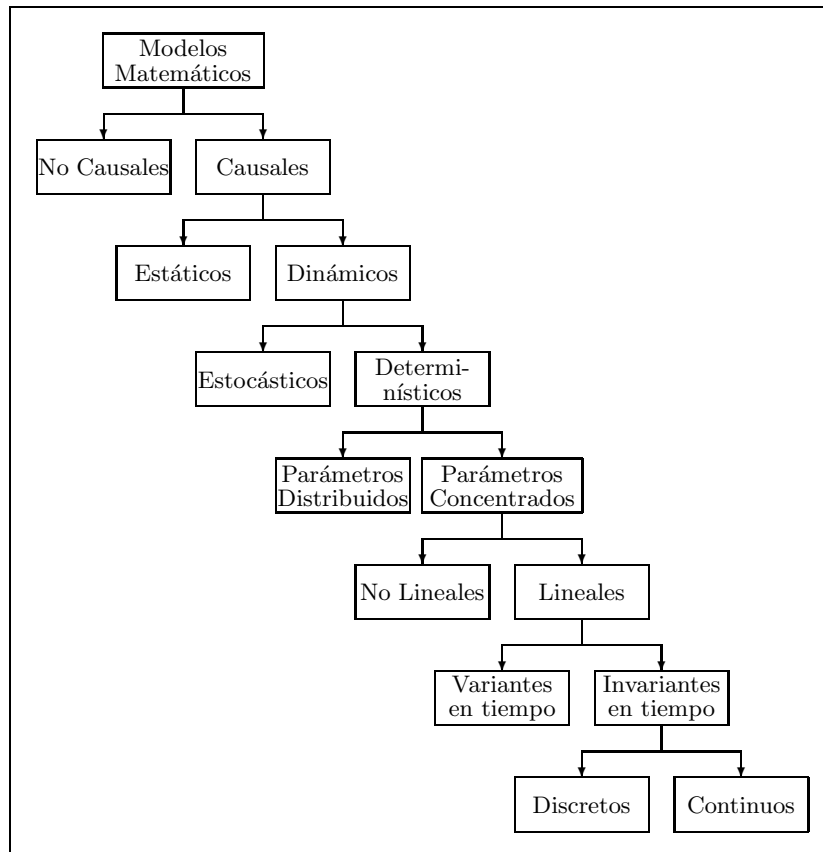 Modelos
Matemáticos
No Causales
Causales
Estáticos
Dinámicos
Estocásticos
Determi-
nísticos
Parámetros
Distribuidos
Parámetros
Concentrados
No Lineales
Lineales
Variantes
en tiempo
Invariantes
en tiempo
Discretos
Continuos